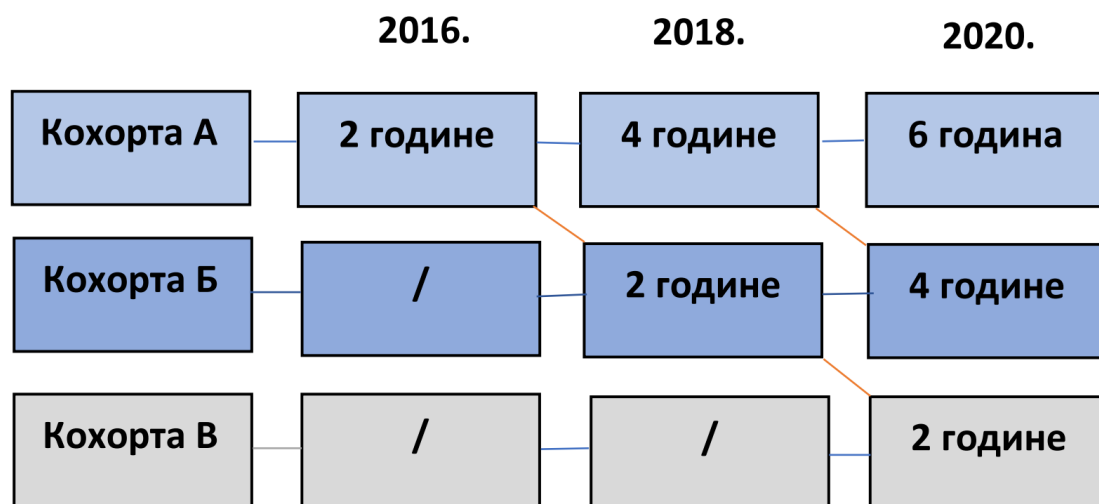 2016. 2018. 2020.
Кохорта А 2 године 4 године 6 година
Кохорта Б / 2 године 4 године
Кохорта В / / 2 године